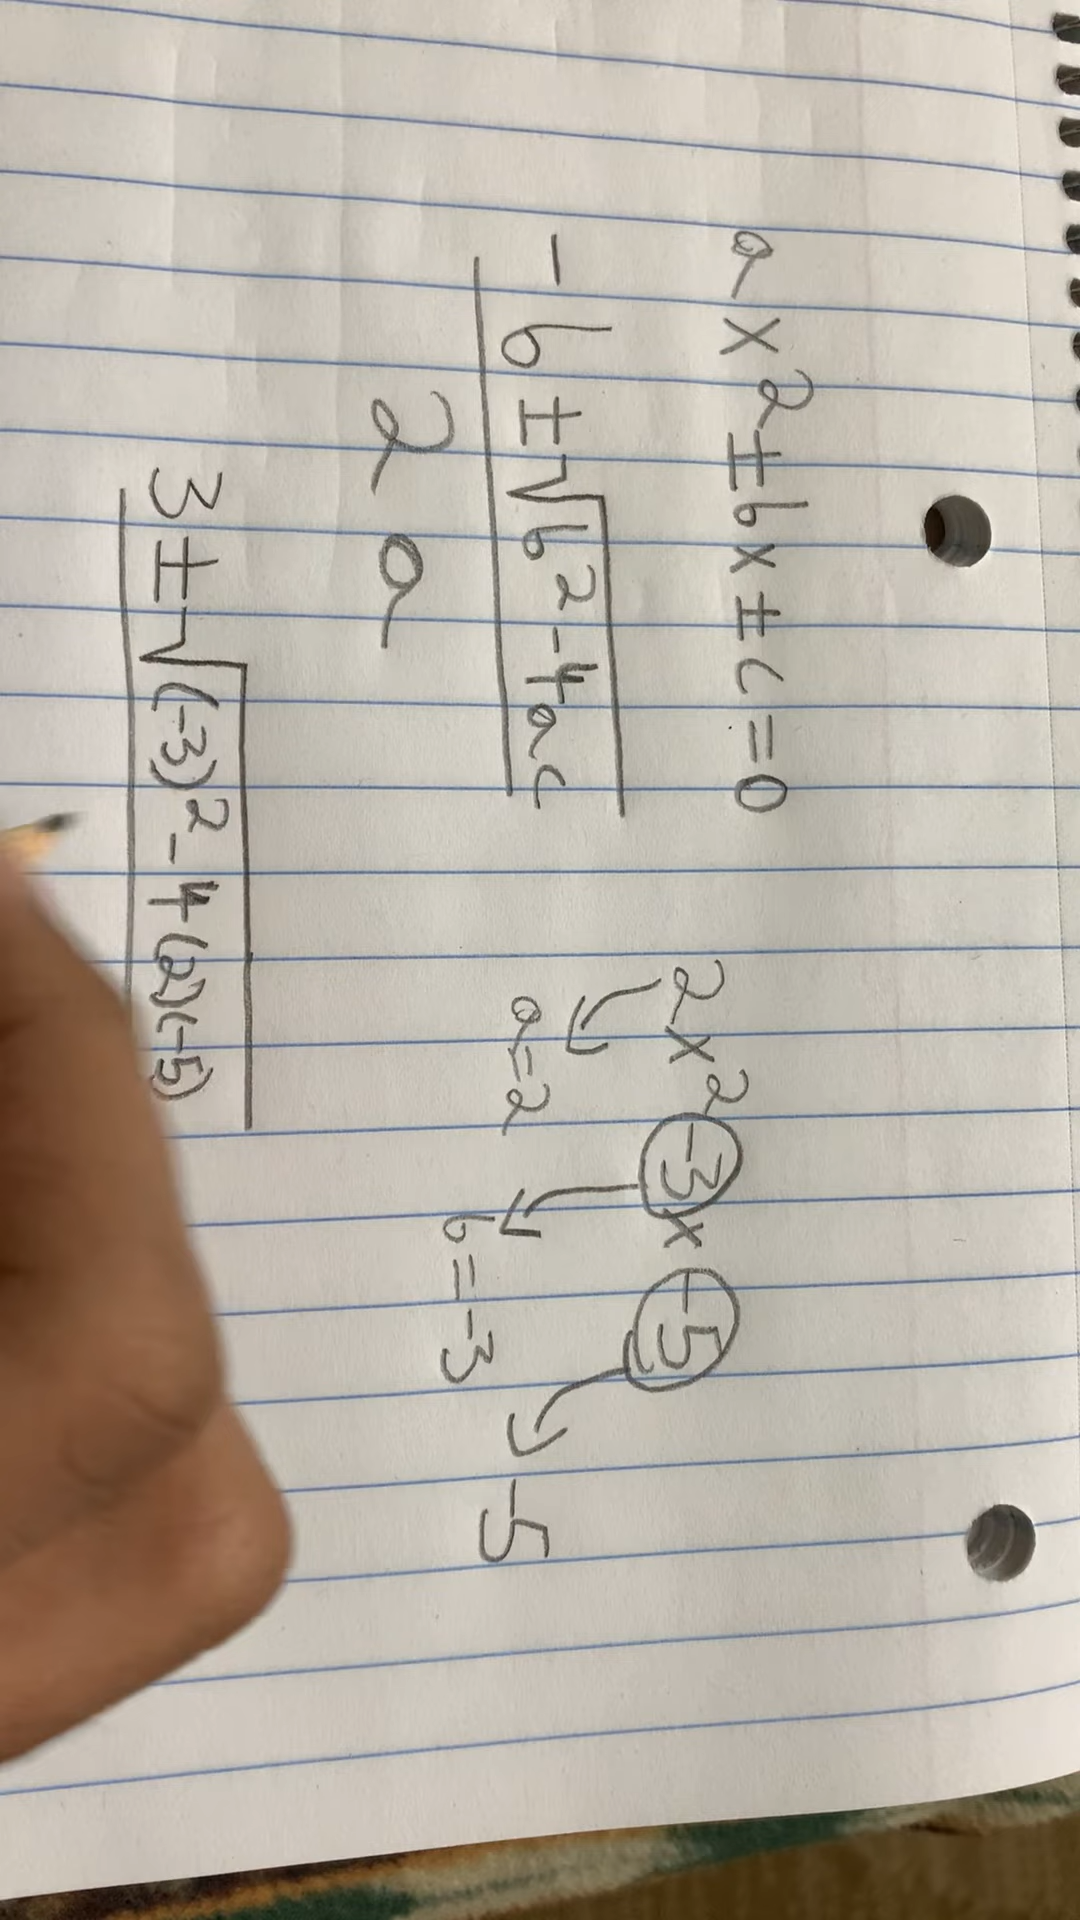 ax² ± bx ± c = 0
-b ± √b² - 4ac
2a
2x² -3x -5
a = 2
b = -3
-5
3 ± √(-3)² - 4(2)(-5)